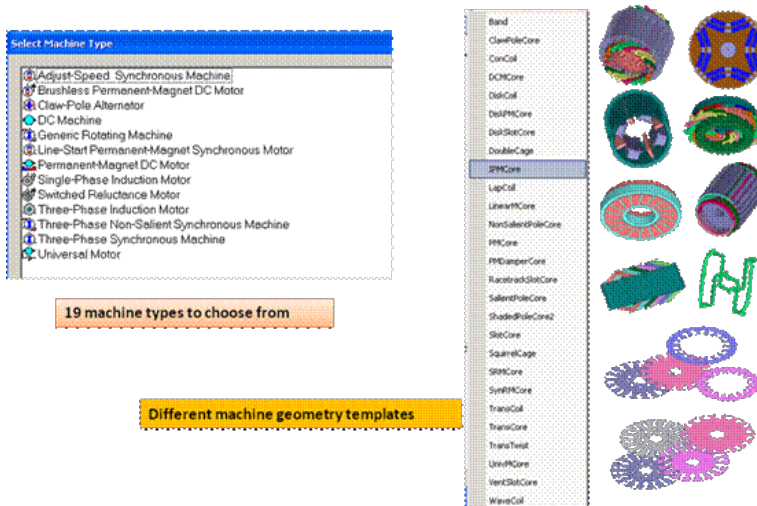 Select Machine Type
Adjust-Speed Synchronous Machine
Brushless Permanent-Magnet DC Motor
Claw-Pole Alternator
DC Machine
Generic Rotating Machine
Line-Start Permanent-Magnet Synchronous Motor
Permanent-Magnet DC Motor
Single-Phase Induction Motor
Switched Reluctance Motor
Three-Phase Induction Motor
Three-Phase Non-Salient Synchronous Machine
Three-Phase Synchronous Machine
Universal Motor
19 machine types to choose from
Different machine geometry templates
Band
ClawPoleCore
ConCoil
DCMCore
DiskCoil
DiskPMCore
DiskSlotCore
DoubleCage
IPMCore
LapCoil
LinearMCore
NonSalientPoleCore
PMCore
PMDamperCore
RacetrackSlotCore
SalientPoleCore
ShadedPoleCore2
SlotCore
SquirrelCage
SRMCore
SynRMCore
TransCoil
TransCore
TransTwist
UnivMCore
VentSlotCore
WaveCoil